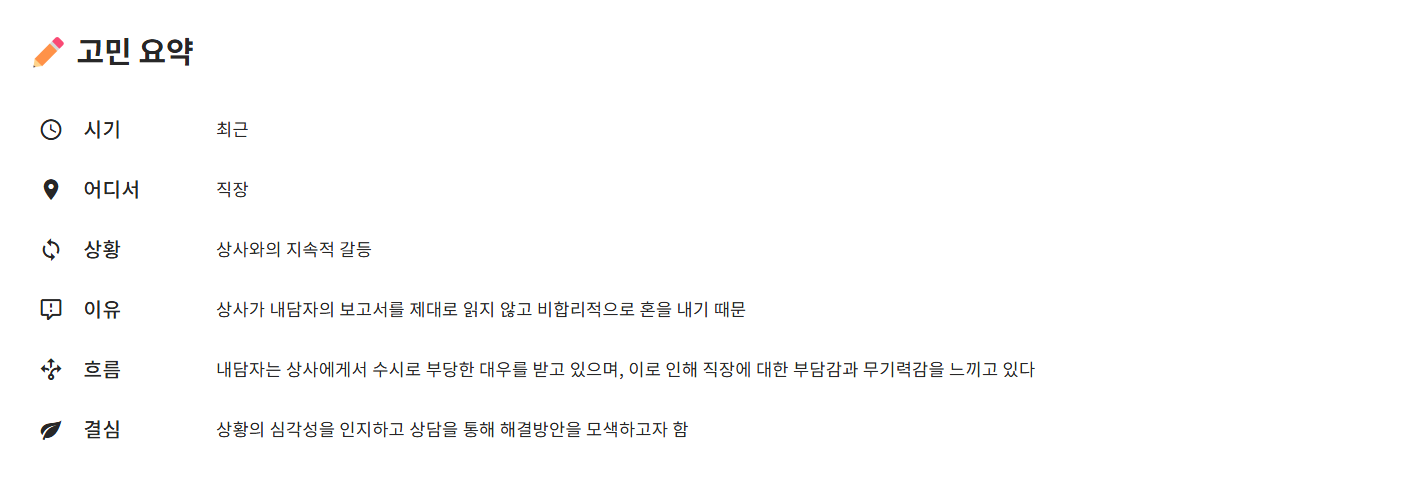 고민 요약
시기 최근
어디서 직장
상황 상사와의 지속적 갈등
이유 상사가 내담자의 보고서를 제대로 읽지 않고 비합리적으로 혼을 내기 때문
흐름 내담자는 상사에게서 수시로 부당한 대우를 받고 있으며, 이로 인해 직장에 대한 부담감과 무기력감을 느끼고 있다
결심 상황의 심각성을 인지하고 상담을 통해 해결방안을 모색하고자 함